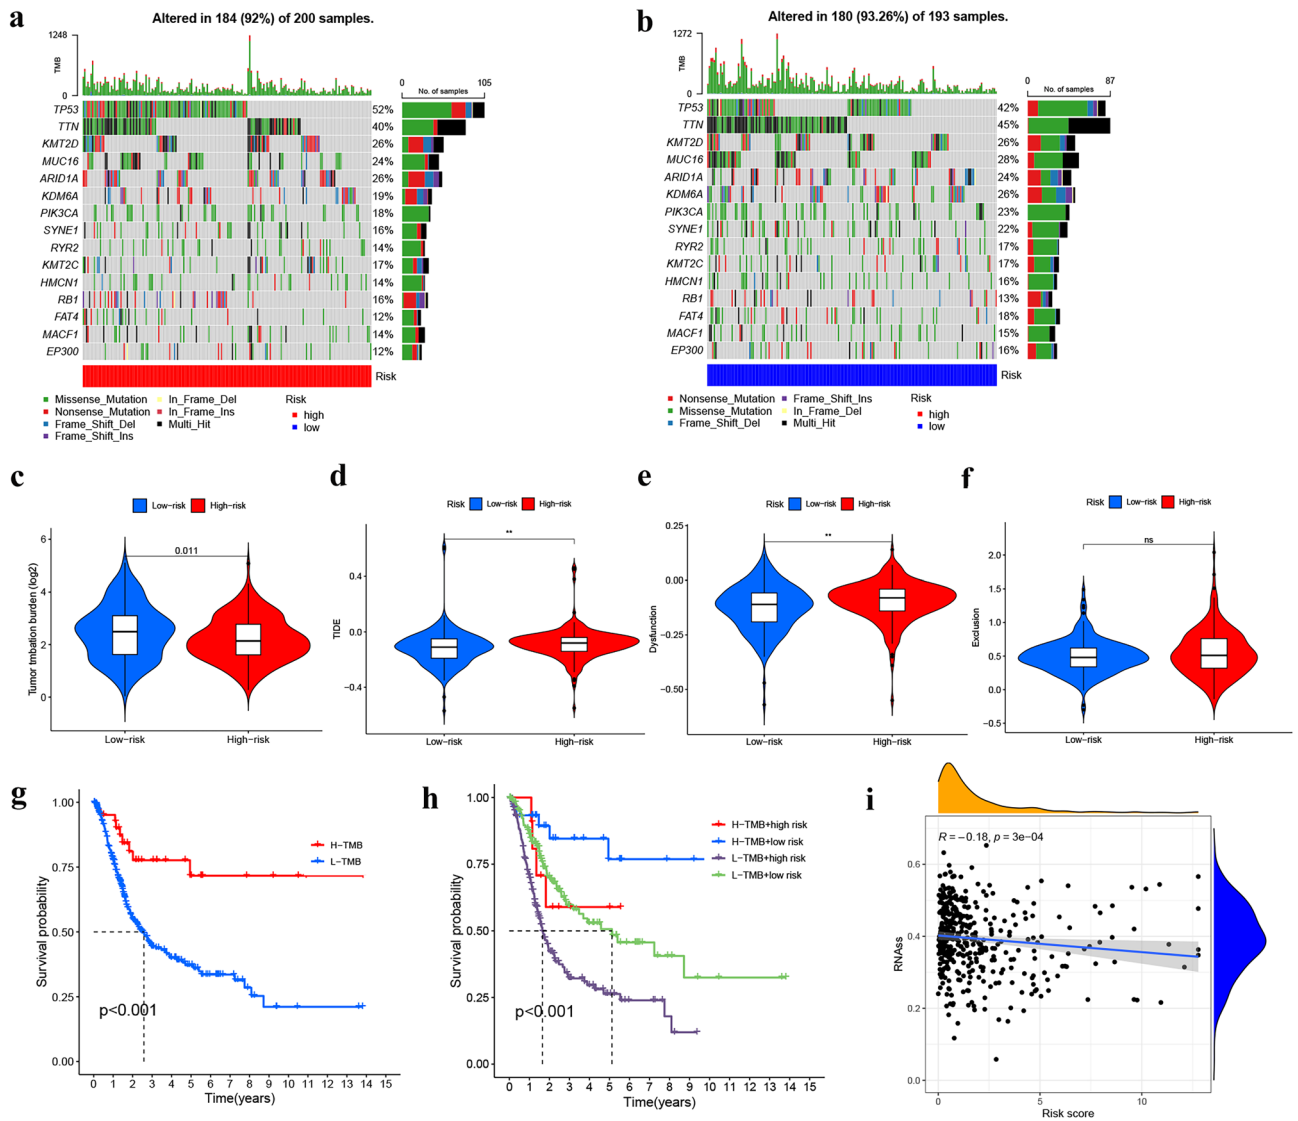 a
Altered in 184 (92%) of 200 samples.
1248
0
TMB
0 105
No. of samples
TP53 52%
TTN 40%
KMT2D 26%
MUC16 24%
ARID1A 26%
KDM6A 19%
PIK3CA 18%
SYNE1 16%
RYR2 14%
KMT2C 17%
HMCN1 14%
RB1 16%
FAT4 12%
MACF1 14%
EP300 12%
Risk
Missense_Mutation In_Frame_Del Risk
Nonsense_Mutation In_Frame_Ins high
Frame_Shift_Del Multi_Hit low
Frame_Shift_Ins
b
Altered in 180 (93.26%) of 193 samples.
1272
0
TMB
0 87
No. of samples
TP53 42%
TTN 45%
KMT2D 26%
MUC16 28%
ARID1A 24%
KDM6A 26%
PIK3CA 23%
SYNE1 22%
RYR2 17%
KMT2C 17%
HMCN1 16%
RB1 13%
FAT4 18%
MACF1 15%
EP300 16%
Risk
Nonsense_Mutation Frame_Shift_Ins Risk
Missense_Mutation In_Frame_Del high
Frame_Shift_Del Multi_Hit low
c
Low-risk High-risk
Tumor tmbation burden (log2)
6
4
2
0
0.011
Low-risk High-risk
d
Risk Low-risk High-risk
TIDE
0.4
0.0
-0.4
**
Low-risk High-risk
e
Risk Low-risk High-risk
Dysfunction
0.25
0.00
-0.25
-0.50
**
Low-risk High-risk
f
Risk Low-risk High-risk
Exclusion
2.0
1.5
1.0
0.5
0.0
-0.5
ns
Low-risk High-risk
g
Survival probability
1.00
0.75
0.50
0.25
0.00
H-TMB
L-TMB
p<0.001
0 1 2 3 4 5 6 7 8 9 10 11 12 13 14 15
Time(years)
h
Survival probability
1.00
0.75
0.50
0.25
0.00
H-TMB+high risk
H-TMB+low risk
L-TMB+high risk
L-TMB+low risk
p<0.001
0 1 2 3 4 5 6 7 8 9 10 11 12 13 14 15
Time(years)
i
R = -0.18, p = 3e-04
RNAss
0.6
0.4
0.2
0.0
0 5 10
Risk score